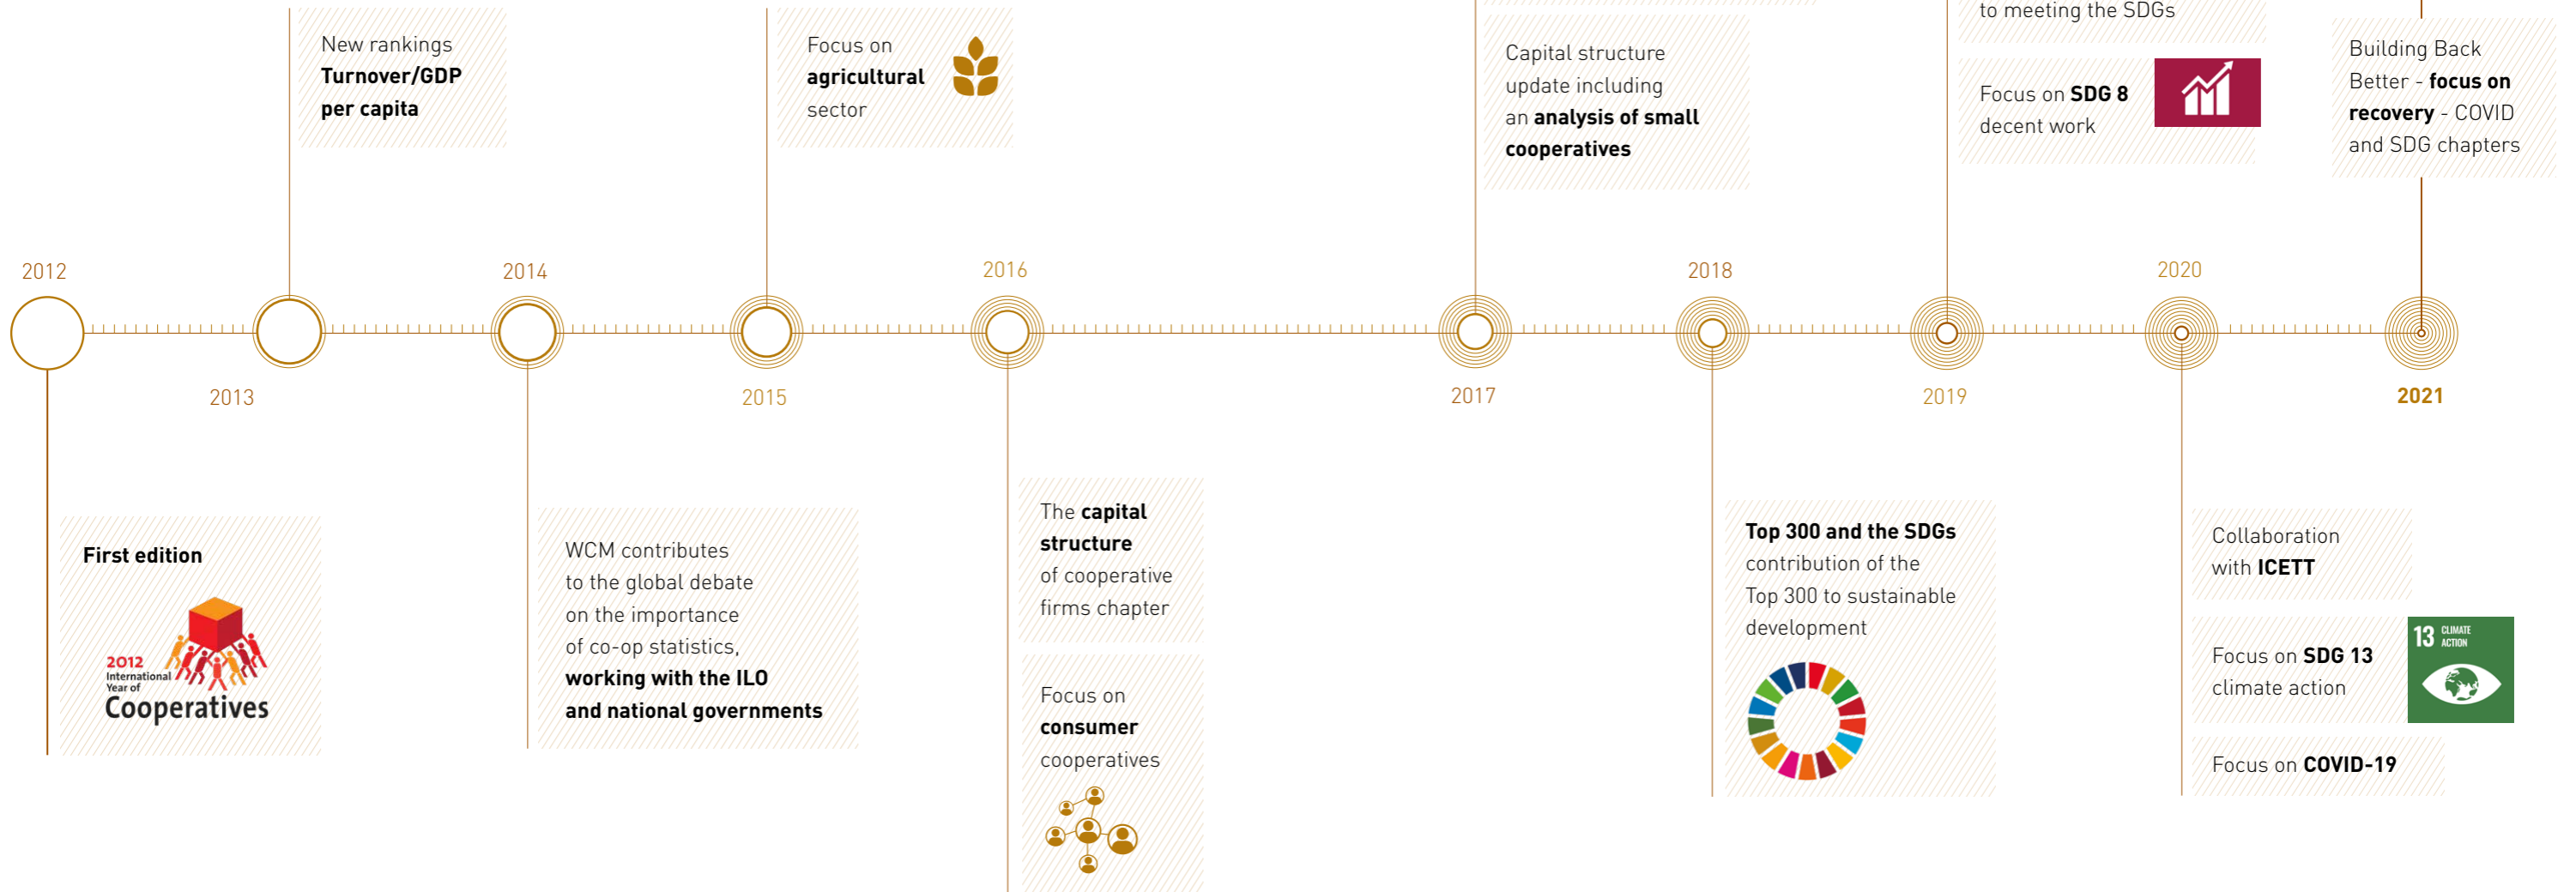 New rankings
Turnover/GDP
per capita
Focus on
agricultural
sector
Capital structure
update including
an analysis of small
cooperatives
to meeting the SDGs
Focus on SDG 8
decent work
Building Back
Better - focus on
recovery - COVID
and SDG chapters
2012
2014
2016
2018
2020
2013
2015
2017
2019
2021
First edition
2012
International
Year of
Cooperatives
WCM contributes
to the global debate
on the importance
of co-op statistics,
working with the ILO
and national governments
The capital
structure
of cooperative
firms chapter
Focus on
consumer
cooperatives
Top 300 and the SDGs
contribution of the
Top 300 to sustainable
development
Collaboration
with ICETT
Focus on SDG 13
climate action
13 CLIMATE
ACTION
Focus on COVID-19